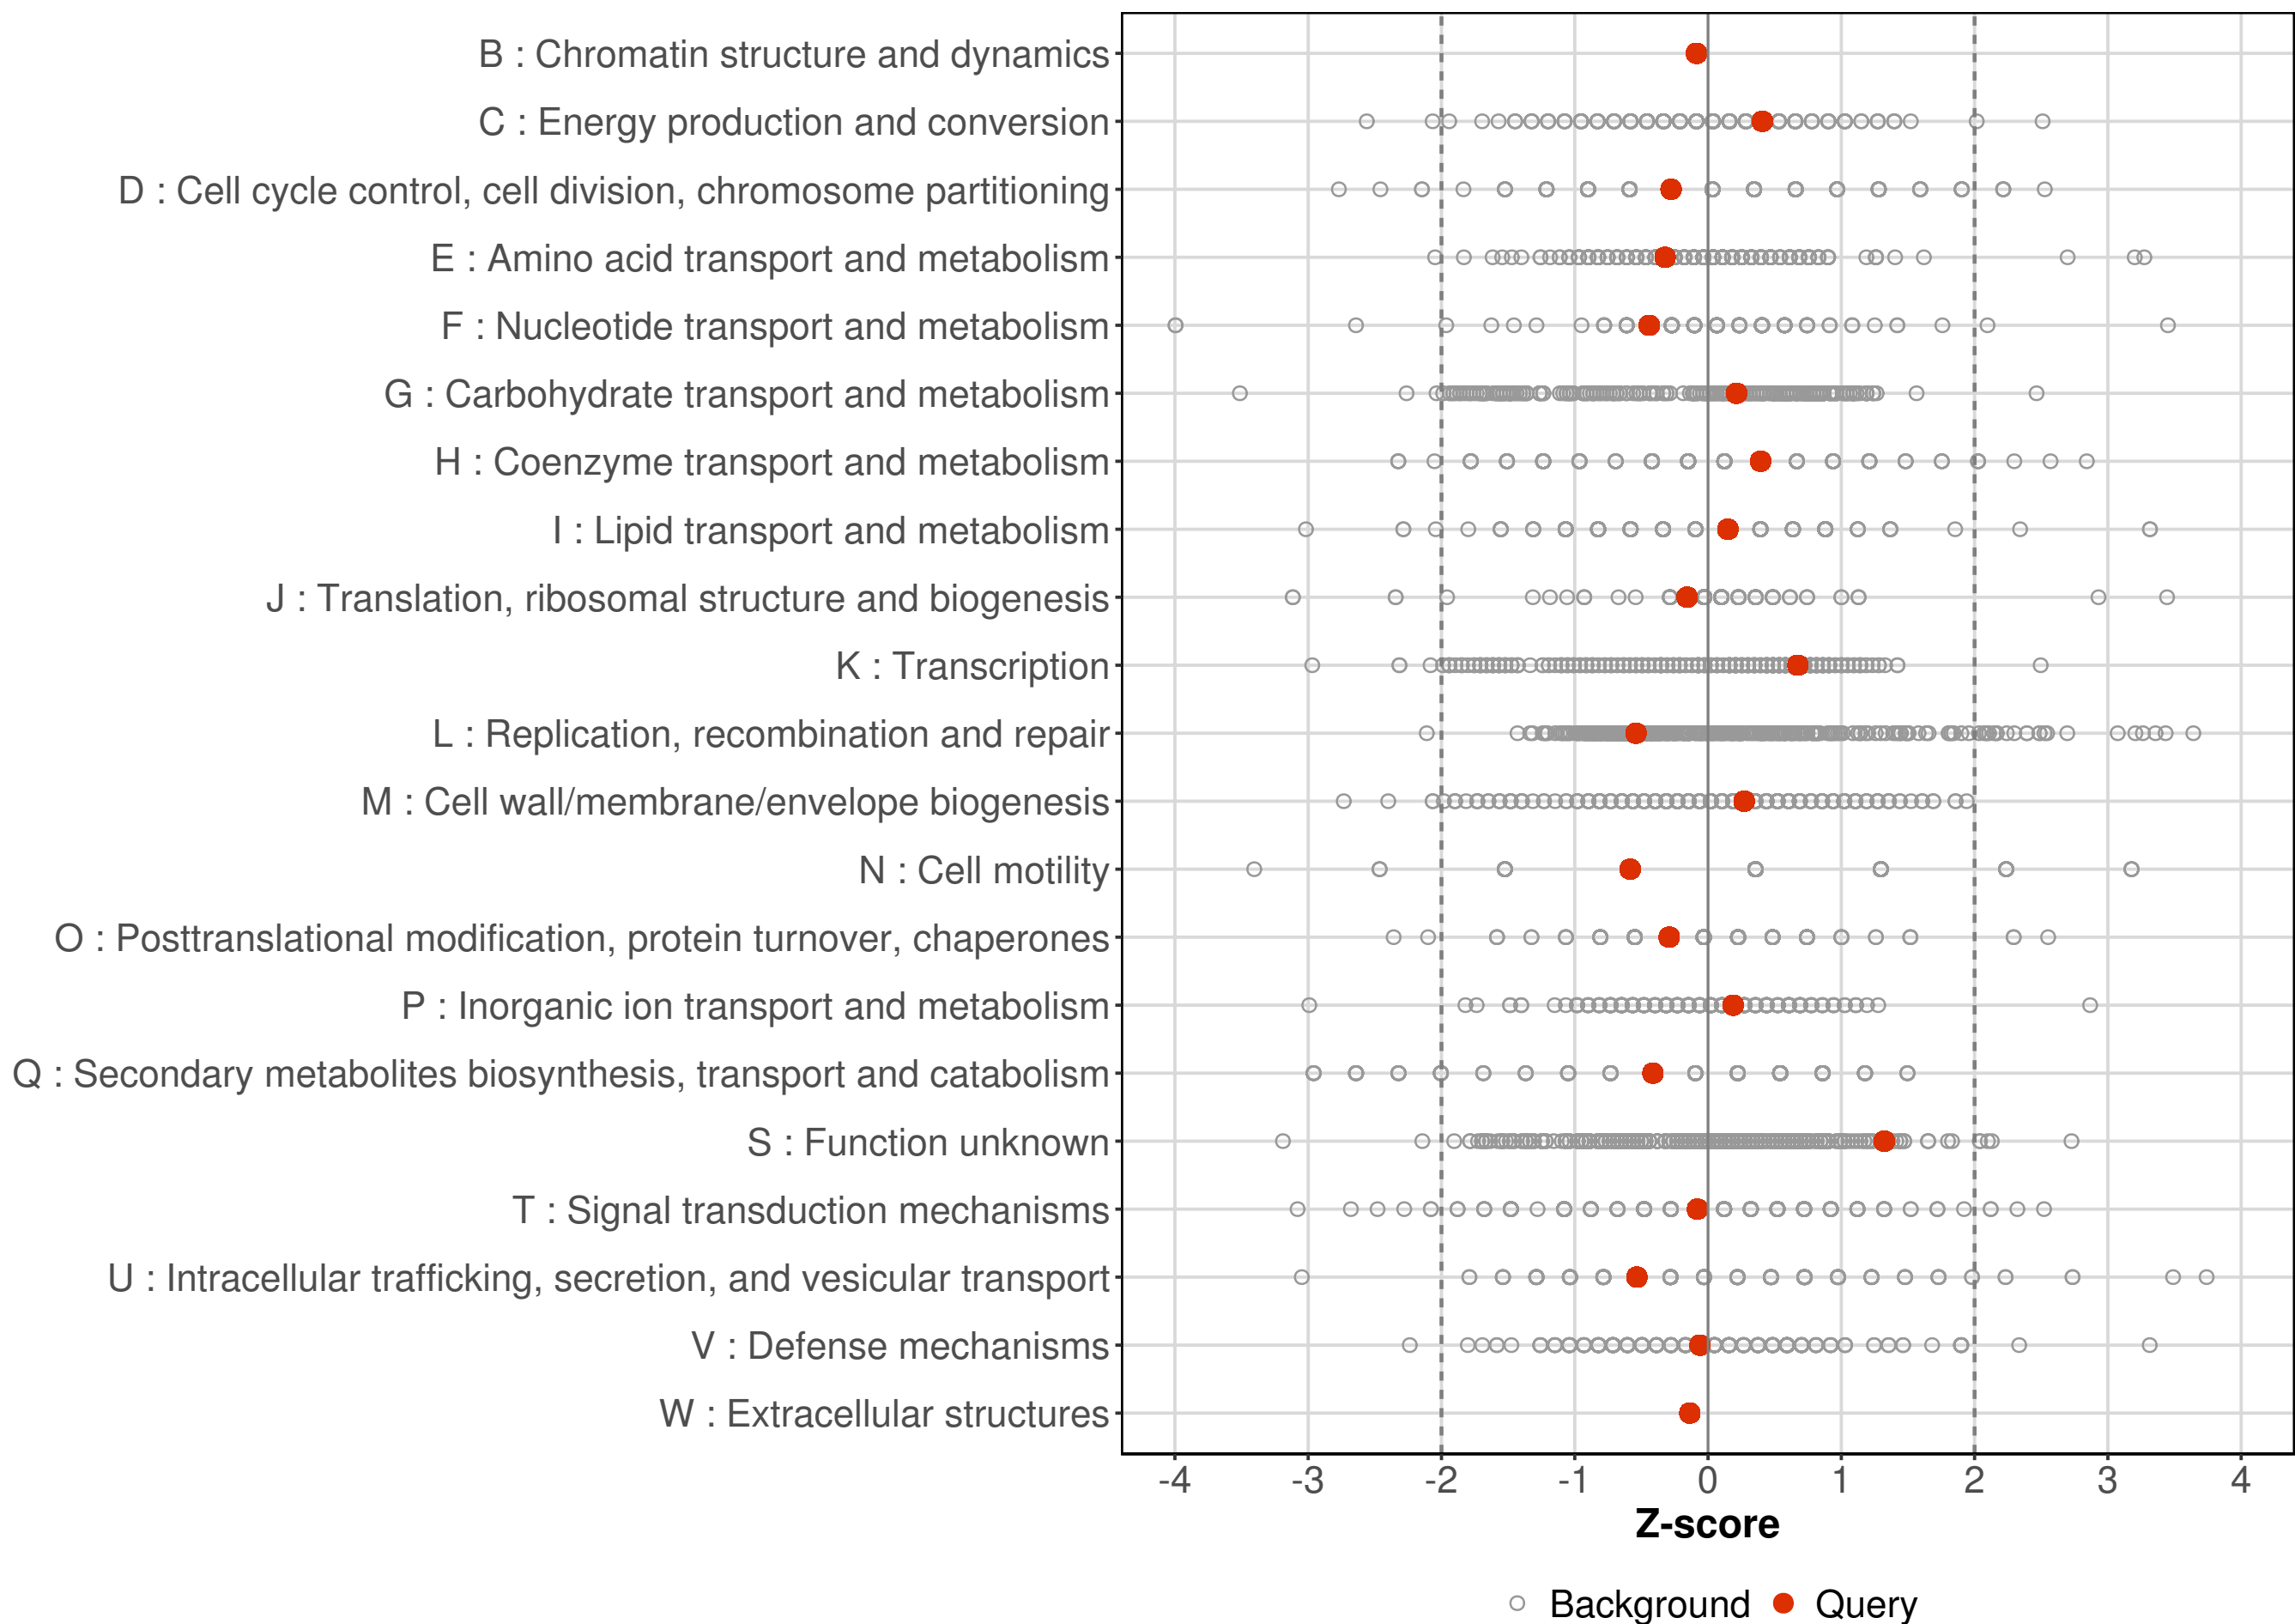 B : Chromatin structure and dynamics
C : Energy production and conversion
D : Cell cycle control, cell division, chromosome partitioning
E : Amino acid transport and metabolism
F : Nucleotide transport and metabolism
G : Carbohydrate transport and metabolism
H : Coenzyme transport and metabolism
I : Lipid transport and metabolism
J : Translation, ribosomal structure and biogenesis
K : Transcription
L : Replication, recombination and repair
M : Cell wall/membrane/envelope biogenesis
N : Cell motility
O : Posttranslational modification, protein turnover, chaperones
P : Inorganic ion transport and metabolism
Q : Secondary metabolites biosynthesis, transport and catabolism
S : Function unknown
T : Signal transduction mechanisms
U : Intracellular trafficking, secretion, and vesicular transport
V : Defense mechanisms
W : Extracellular structures
-4 -3 -2 -1 0 1 2 3 4
Z-score
Background Query